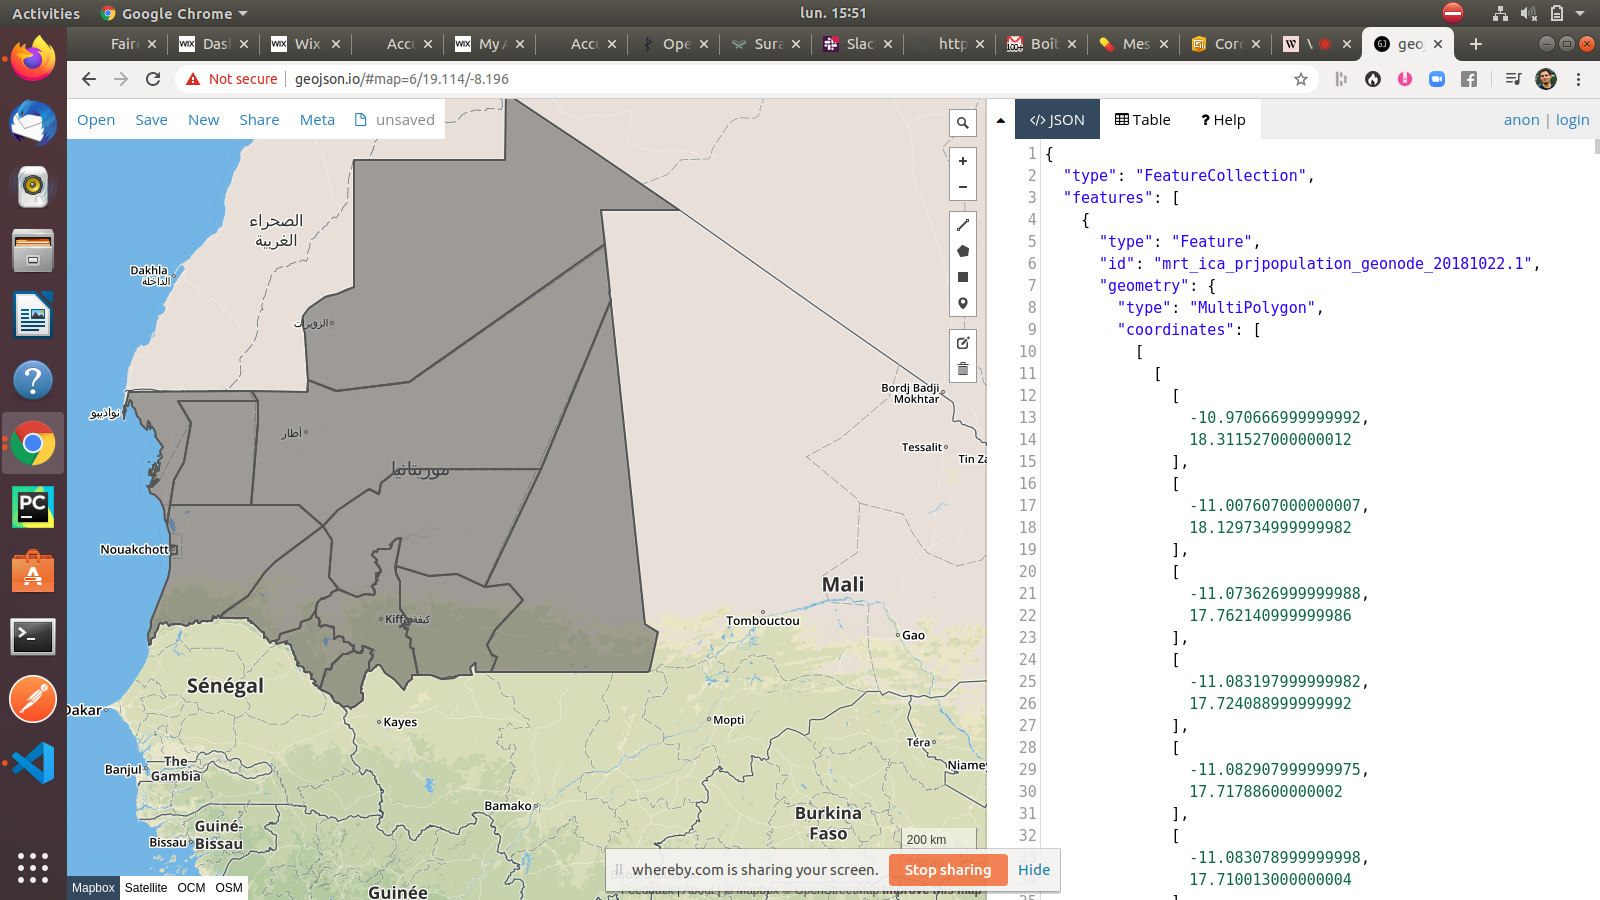 Activities
Google Chrome
lun. 15:51
Faire
Das
Wix
Accu
My A
Accu
Ope
Sura
Slac
http
Boît
Mes
Cor
V
geoj
Not secure
geojson.io/#map=6/19.114/-8.196
Open
Save
New
Share
Meta
unsaved
</> JSON
Table
? Help
anon | login
الصحراء
الغربية
Dakhla
الداخلة
الزويرات
نواذيبو
أطار
موريتانيا
Nouakchott
Kiffa كيفة
Bordj Badji
Mokhtar
Tessalit
Tin Za
Mali
Tombouctou
Gao
Sénégal
Dakar
Kayes
Mopti
Téra
Niamey
Banjul
The
Gambia
Bamako
Burkina
Faso
Guiné-
Bissau
Bissau
Guinée
200 km
Mapbox
Satellite
OCM
OSM
whereby.com is sharing your screen.
Stop sharing
Hide
1 {
2 "type": "FeatureCollection",
3 "features": [
4 {
5 "type": "Feature",
6 "id": "mrt_ica_prjpopulation_geonode_20181022.1",
7 "geometry": {
8 "type": "MultiPolygon",
9 "coordinates": [
10 [
11 [
12 [
13 -10.970666999999992,
14 18.311527000000012
15 ],
16 [
17 -11.007607000000007,
18 18.129734999999982
19 ],
20 [
21 -11.073626999999988,
22 17.762140999999986
23 ],
24 [
25 -11.083197999999982,
26 17.724088999999992
27 ],
28 [
29 -11.082907999999975,
30 17.71788600000002
31 ],
32 [
-11.083078999999998,
17.710013000000004